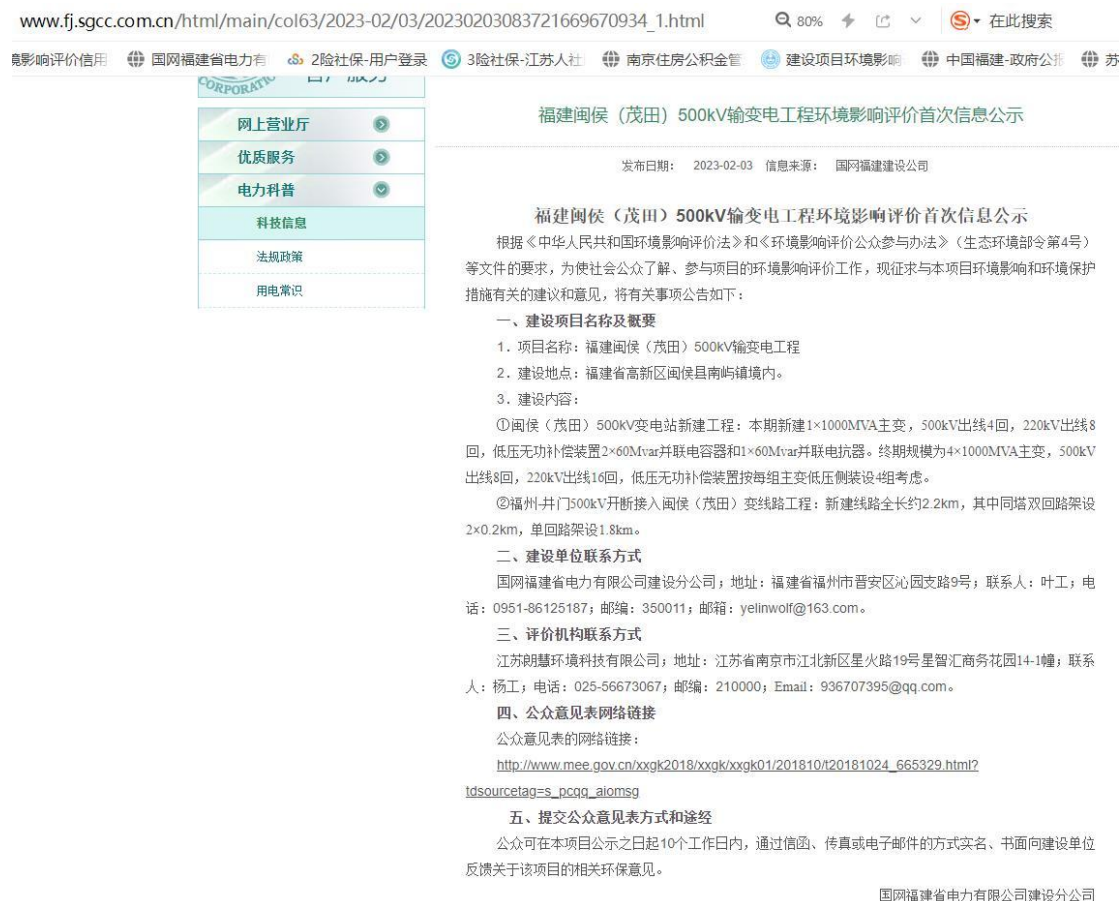 www.fj.sgcc.com.cn/html/main/col63/2023-02/03/20230203083721669670934_1.html 80% 在此搜索
境影响评价信用 国网福建省电力有 2险社保-用户登录 3险社保-江苏人社 南京住房公积金管 建设项目环境影响 中国福建-政府公报 苏
CORPORATIO 客户服务
网上营业厅
优质服务
电力科普
科技信息
法规政策
用电常识
福建闽侯（茂田）500kV输变电工程环境影响评价首次信息公示
发布日期： 2023-02-03 信息来源： 国网福建建设公司
福建闽侯（茂田）500kV输变电工程环境影响评价首次信息公示
根据《中华人民共和国环境影响评价法》和《环境影响评价公众参与办法》（生态环境部令第4号）
等文件的要求，为使社会公众了解、参与项目的环境影响评价工作，现征求与本项目环境影响和环境保护
措施有关的建议和意见，将有关事项公告如下：
一、建设项目名称及概要
1．项目名称：福建闽侯（茂田）500kV输变电工程
2．建设地点：福建省高新区闽侯县南屿镇境内。
3．建设内容：
①闽侯（茂田）500kV变电站新建工程：本期新建1×1000MVA主变，500kV出线4回，220kV出线8
回，低压无功补偿装置2×60Mvar并联电容器和1×60Mvar并联电抗器。终期规模为4×1000MVA主变，500kV
出线8回，220kV出线16回，低压无功补偿装置按每组主变低压侧装设4组考虑。
②福州-井门500kV开断接入闽侯（茂田）变线路工程：新建线路全长约2.2km，其中同塔双回路架设
2×0.2km，单回路架设1.8km。
二、建设单位联系方式
国网福建省电力有限公司建设分公司；地址：福建省福州市晋安区沁园支路9号；联系人：叶工；电
话：0951-86125187；邮编：350011；邮箱：yelinwolf@163.com。
三、评价机构联系方式
江苏朗慧环境科技有限公司；地址：江苏省南京市江北新区星火路19号星智汇商务花园14-1幢；联系
人：杨工；电话：025-56673067；邮编：210000；Email：936707395@qq.com。
四、公众意见表网络链接
公众意见表的网络链接：
http://www.mee.gov.cn/xxgk2018/xxgk/xxgk01/201810/t20181024_665329.html?
tdsourcetag=s_pcqq_aiomsg
五、提交公众意见表方式和途经
公众可在本项目公示之日起10个工作日内，通过信函、传真或电子邮件的方式实名、书面向建设单位
反馈关于该项目的相关环保意见。
国网福建省电力有限公司建设分公司